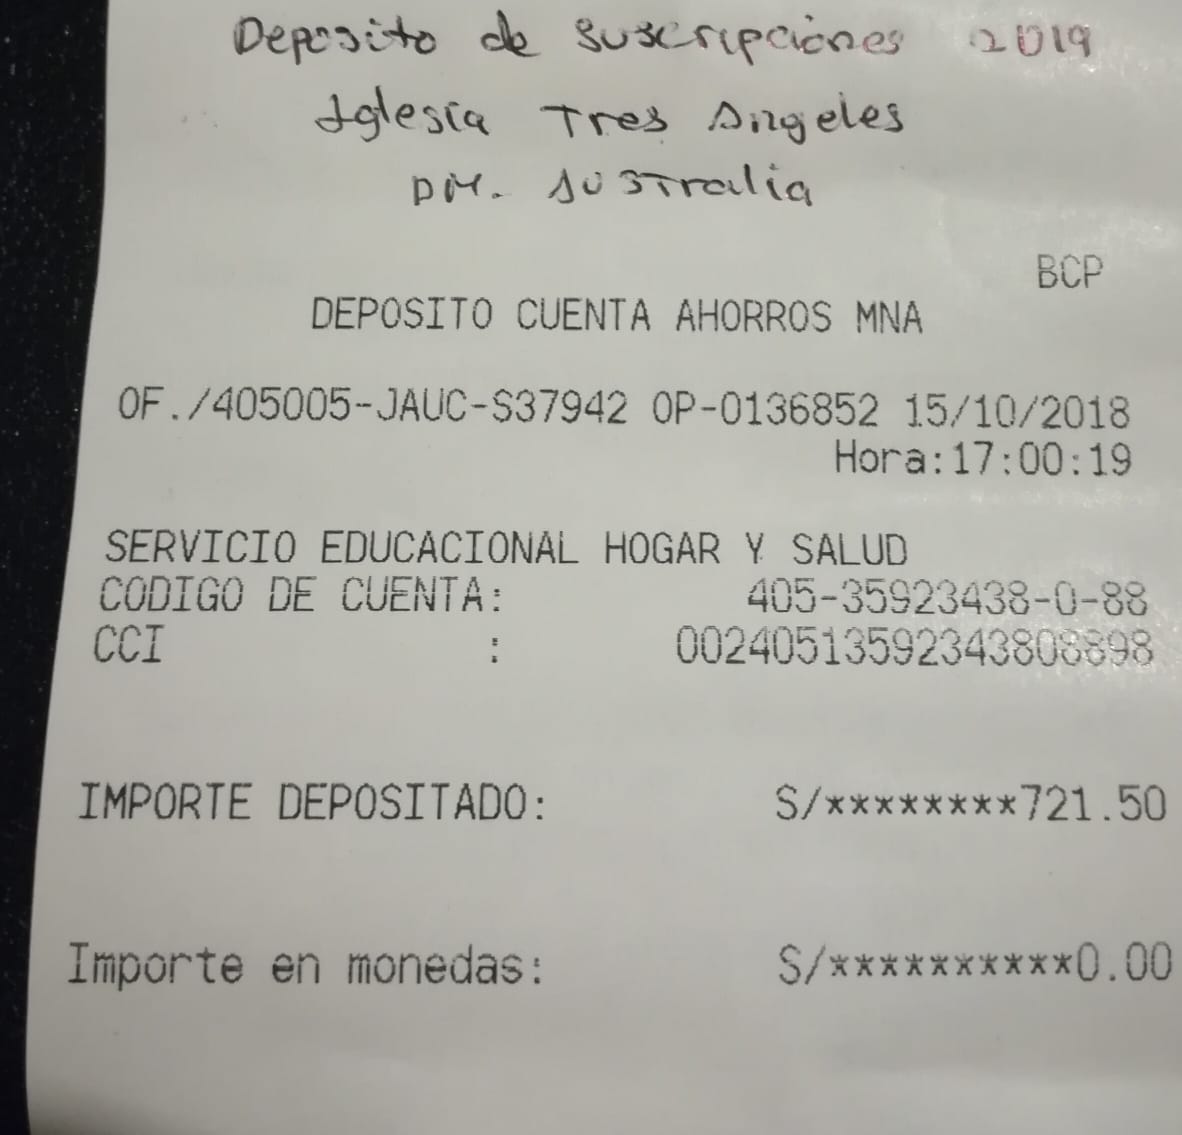 Deposito de suscripciones 2019
Iglesia Tres Angeles
DM. Australia
BCP
DEPOSITO CUENTA AHORROS MNA
OF./405005-JAUC-S37942 OP-0136852 15/10/2018
Hora:17:00:19
SERVICIO EDUCACIONAL HOGAR Y SALUD
CODIGO DE CUENTA: 405-35923438-0-88
CCI : 00240513592343808898
IMPORTE DEPOSITADO: S/********721.50
Importe en monedas: S/**********0.00